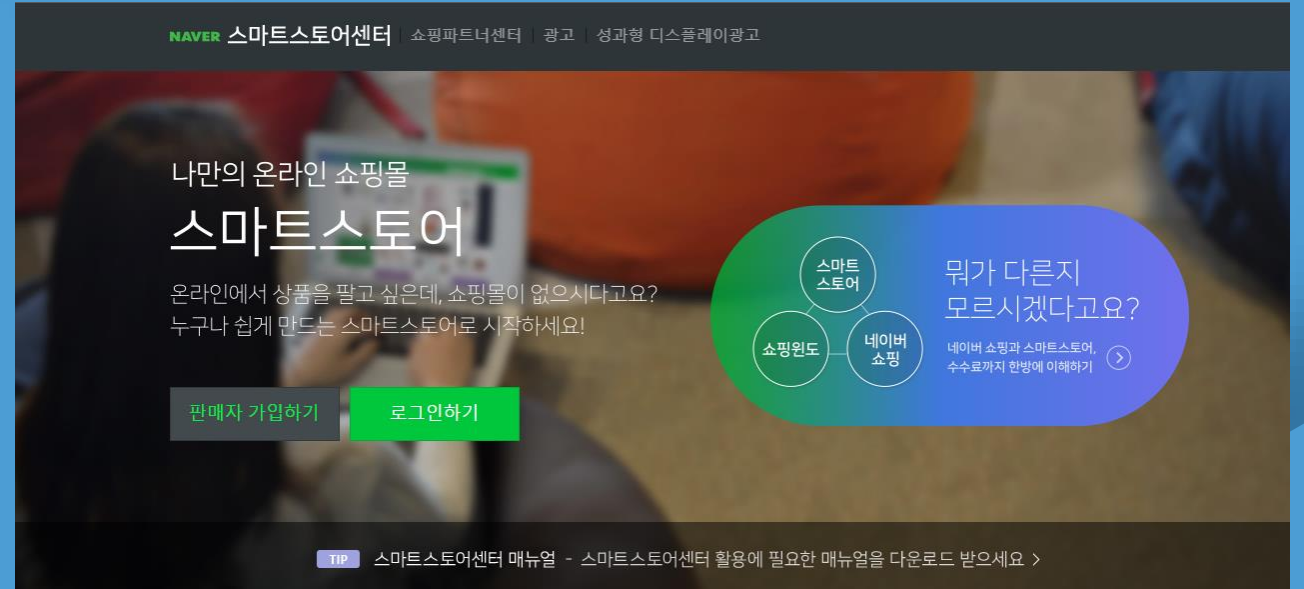 NAVER 스마트스토어센터 쇼핑파트너센터 광고 성과형 디스플레이광고
나만의 온라인 쇼핑몰
스마트스토어
온라인에서 상품을 팔고 싶은데, 쇼핑몰이 없으시다고요?
누구나 쉽게 만드는 스마트스토어로 시작하세요!
판매자 가입하기 로그인하기
스마트
스토어
쇼핑윈도
네이버
쇼핑
뭐가 다른지
모르시겠다고요?
네이버 쇼핑과 스마트스토어,
수수료까지 한방에 이해하기
TIP 스마트스토어센터 매뉴얼 - 스마트스토어센터 활용에 필요한 매뉴얼을 다운로드 받으세요 >